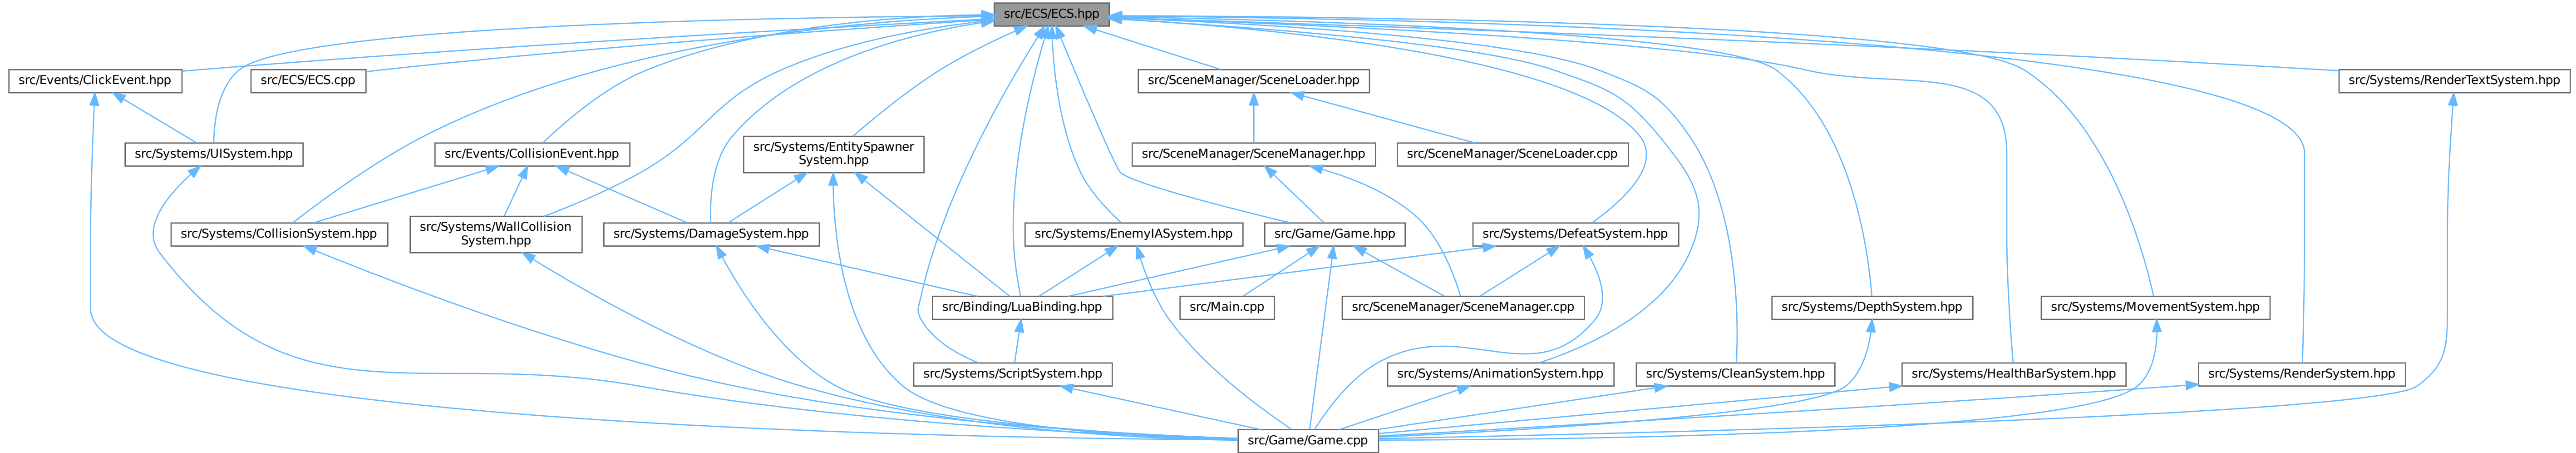 src/ECS/ECS.hpp
src/Events/ClickEvent.hpp
src/ECS/ECS.cpp
src/SceneManager/SceneLoader.hpp
src/Systems/RenderTextSystem.hpp
src/Systems/UISystem.hpp
src/Events/CollisionEvent.hpp
src/Systems/EntitySpawner
System.hpp
src/SceneManager/SceneManager.hpp
src/SceneManager/SceneLoader.cpp
src/Systems/CollisionSystem.hpp
src/Systems/WallCollision
System.hpp
src/Systems/DamageSystem.hpp
src/Systems/EnemyIASystem.hpp
src/Game/Game.hpp
src/Systems/DefeatSystem.hpp
src/Binding/LuaBinding.hpp
src/Main.cpp
src/SceneManager/SceneManager.cpp
src/Systems/DepthSystem.hpp
src/Systems/MovementSystem.hpp
src/Systems/ScriptSystem.hpp
src/Systems/AnimationSystem.hpp
src/Systems/CleanSystem.hpp
src/Systems/HealthBarSystem.hpp
src/Systems/RenderSystem.hpp
src/Game/Game.cpp